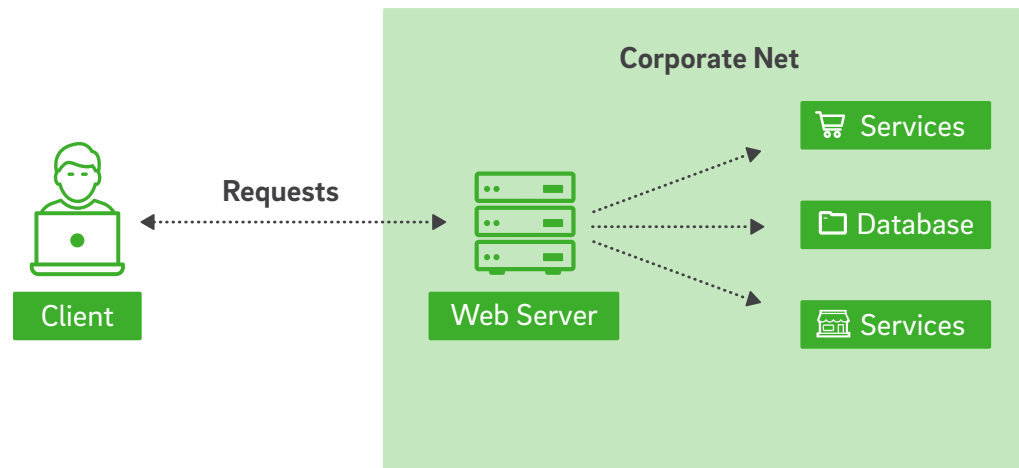 Corporate Net
Services
Requests
Database
Client
Web Server
Services